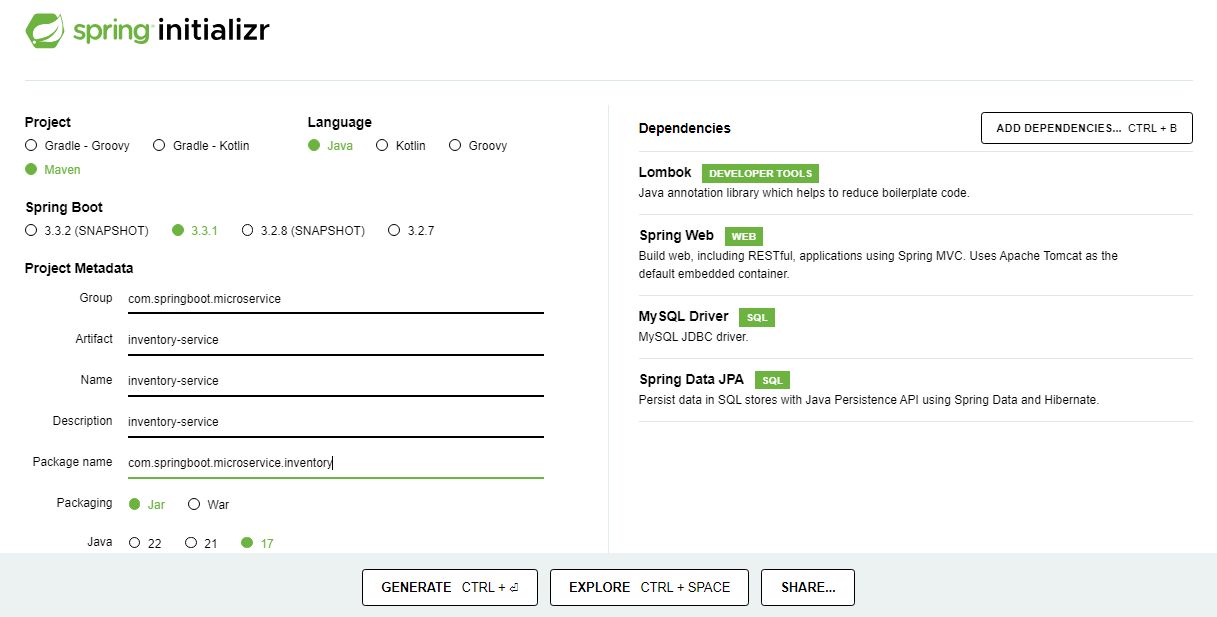 spring initializr
Project
Gradle - Groovy Gradle - Kotlin
Maven
Language
Java Kotlin Groovy
Spring Boot
3.3.2 (SNAPSHOT) 3.3.1 3.2.8 (SNAPSHOT) 3.2.7
Project Metadata
Group com.springboot.microservice
Artifact inventory-service
Name inventory-service
Description inventory-service
Package name com.springboot.microservice.inventory
Packaging Jar War
Java 22 21 17
Dependencies
ADD DEPENDENCIES... CTRL + B
Lombok DEVELOPER TOOLS
Java annotation library which helps to reduce boilerplate code.
Spring Web WEB
Build web, including RESTful, applications using Spring MVC. Uses Apache Tomcat as the
default embedded container.
MySQL Driver SQL
MySQL JDBC driver.
Spring Data JPA SQL
Persist data in SQL stores with Java Persistence API using Spring Data and Hibernate.
GENERATE CTRL + ⏎ EXPLORE CTRL + SPACE SHARE...